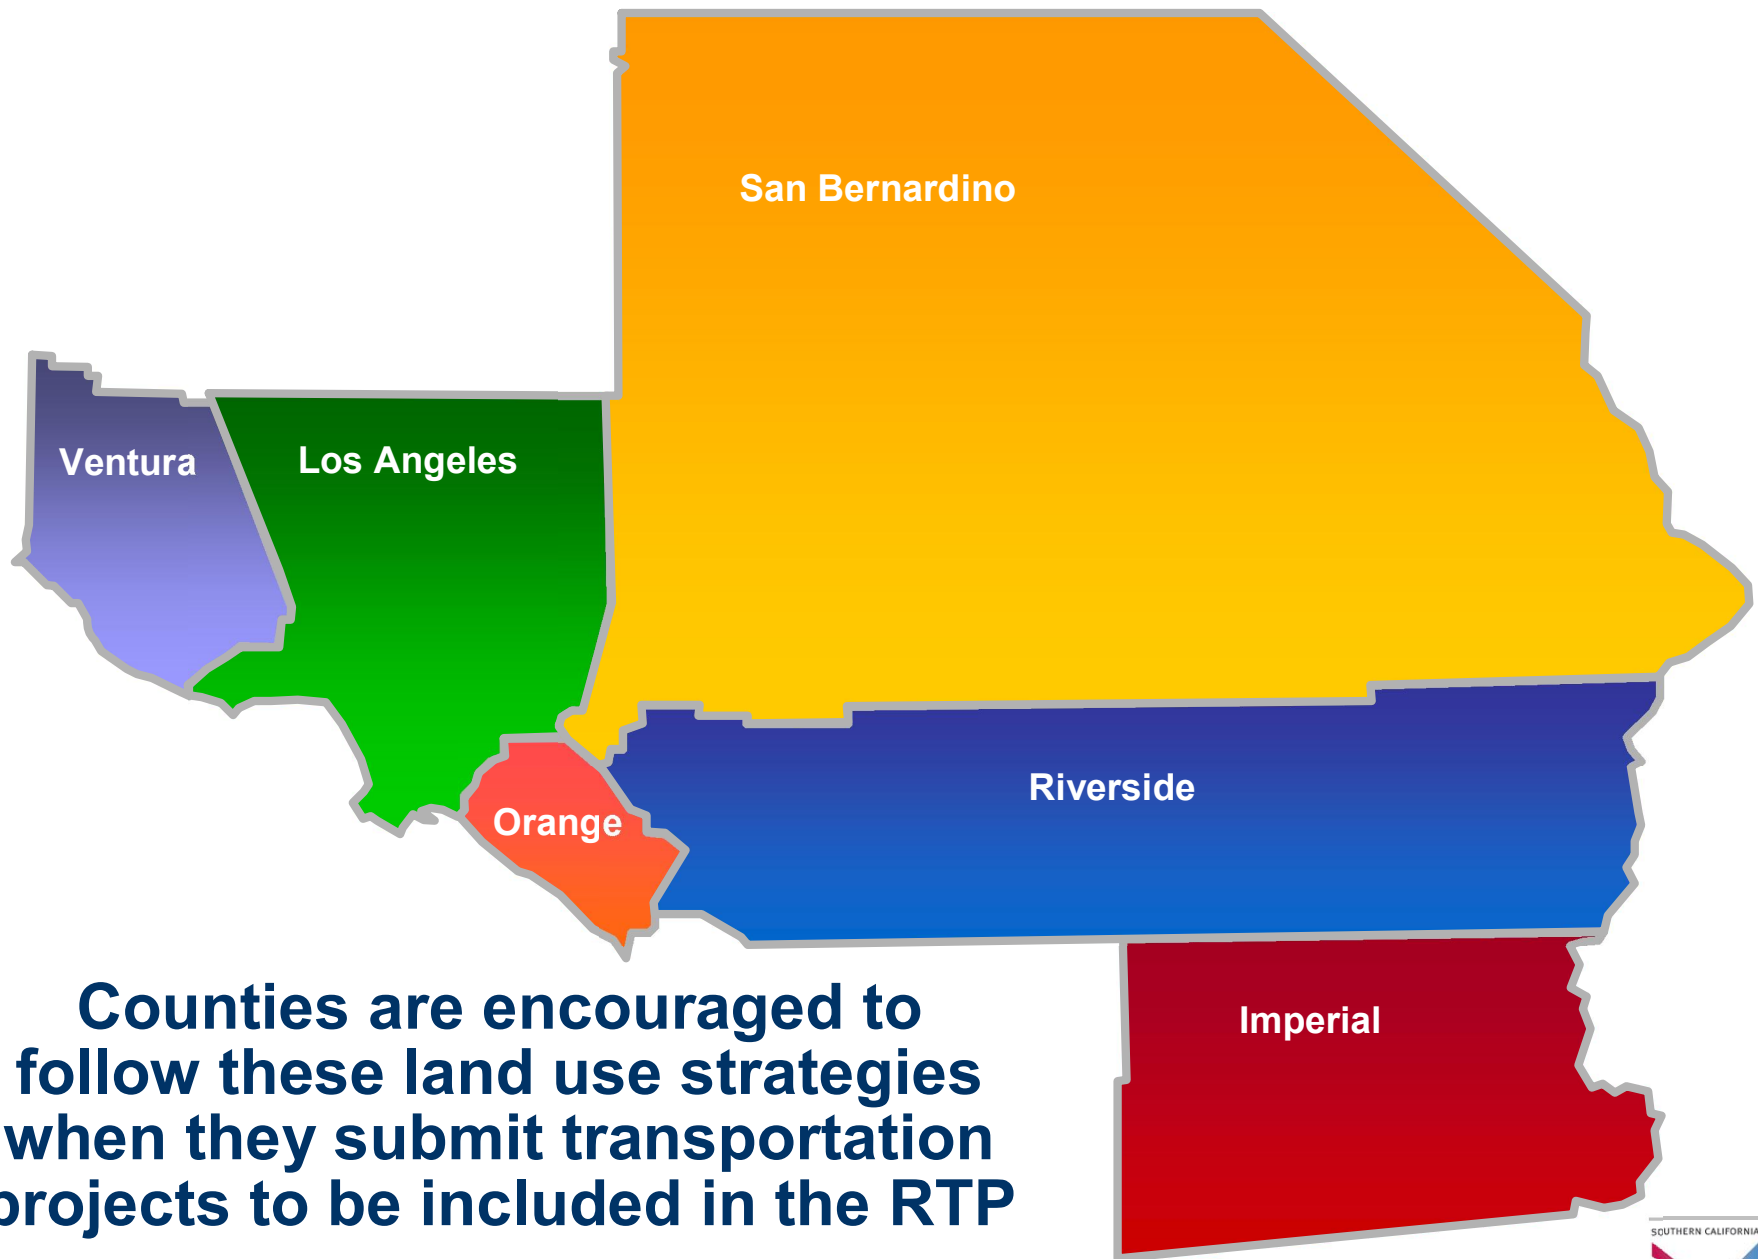 San Bernardino
Ventura
Los Angeles
Riverside
Orange
Imperial
Counties are encouraged to
follow these land use strategies
when they submit transportation
projects to be included in the RTP
SOUTHERN CALIFORNIA